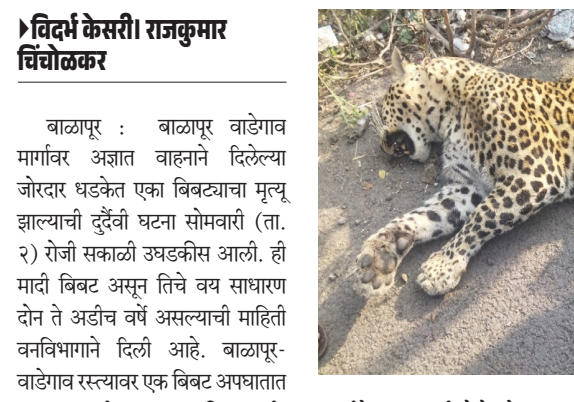 ▶विदर्भ केसरी। राजकुमार
चिंचोळकर
बाळापूर : बाळापूर वाडेगाव
मार्गावर अज्ञात वाहनाने दिलेल्या
जोरदार धडकेत एका बिबट्याचा मृत्यू
झाल्याची दुर्दैवी घटना सोमवारी (ता.
२) रोजी सकाळी उघडकीस आली. ही
मादी बिबट असून तिचे वय साधारण
दोन ते अडीच वर्षे असल्याची माहिती
वनविभागाने दिली आहे. बाळापूर-
वाडेगाव रस्त्यावर एक बिबट अपघातात